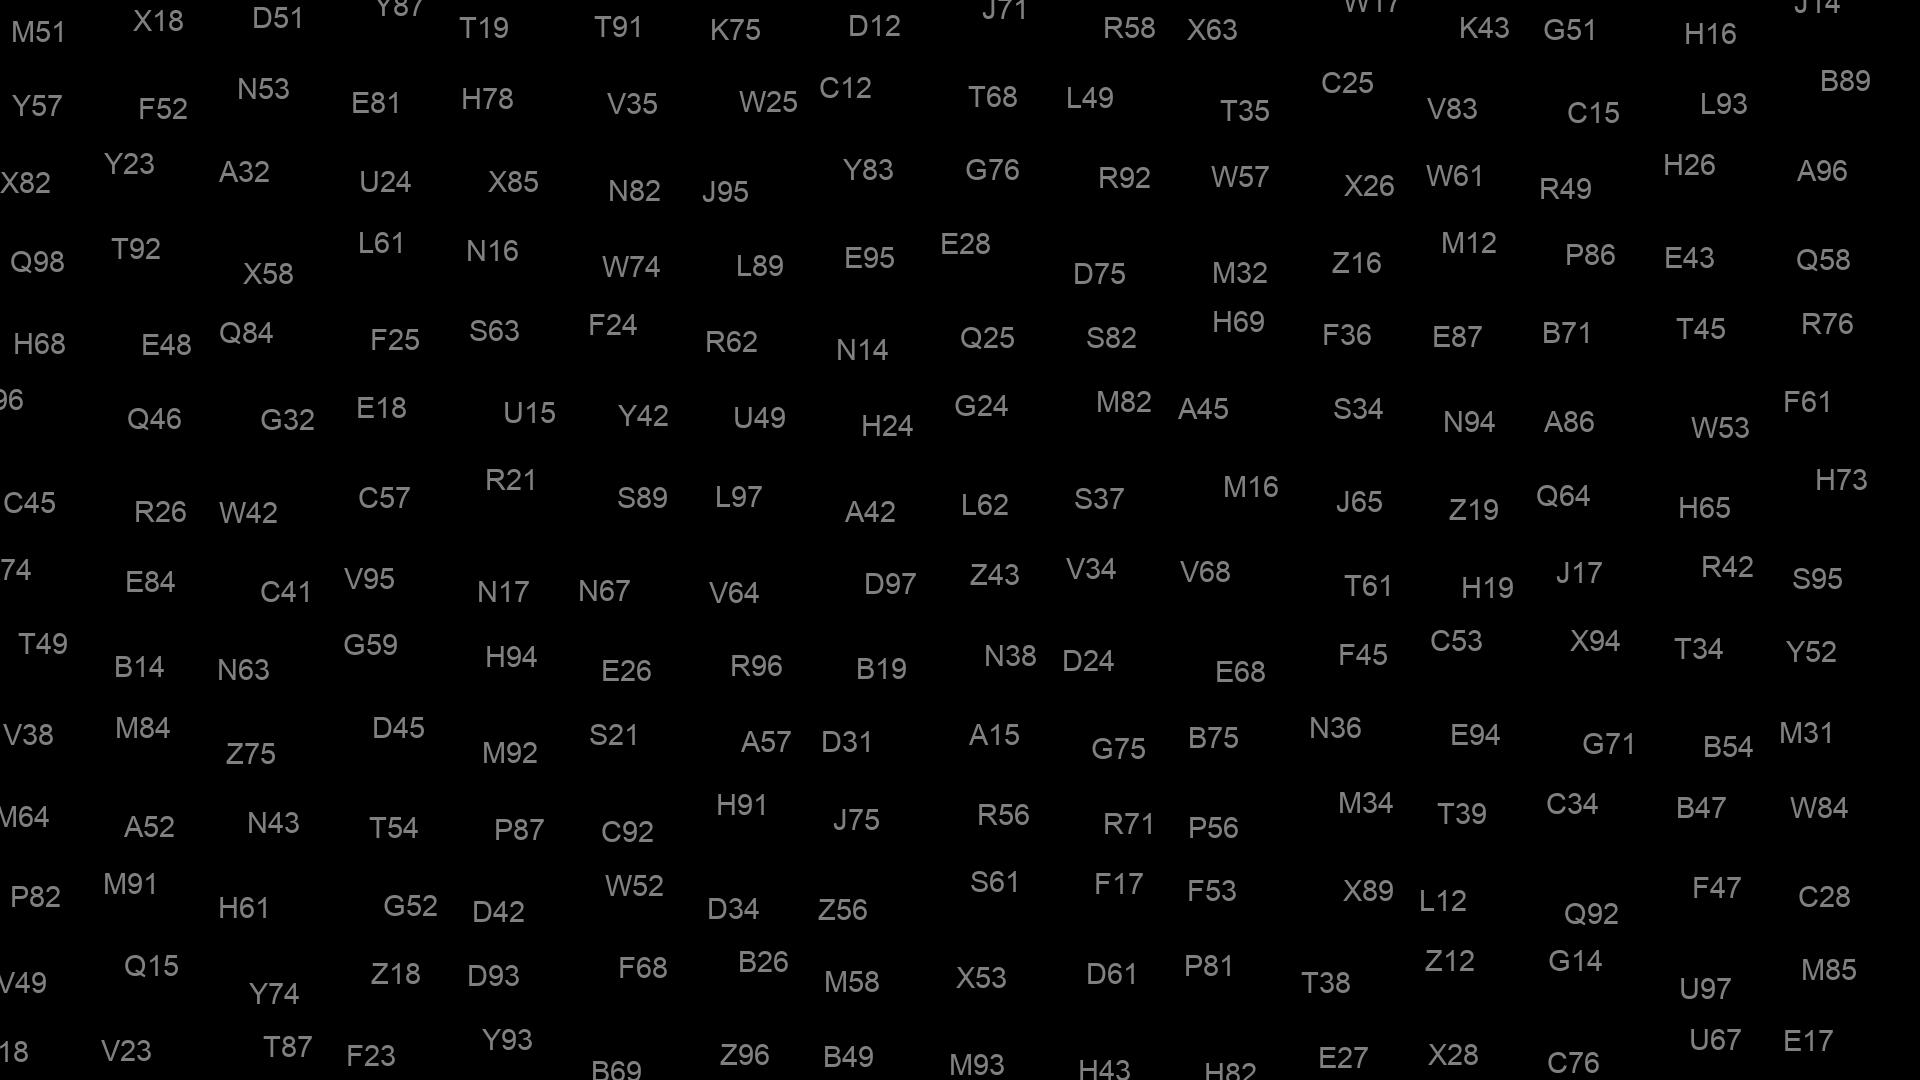 M51 X18 D51 Y87 T19 T91 K75 D12 J71 R58 X63 W17 K43 G51 H16 J14
Y57 F52 N53 E81 H78 V35 W25 C12 T68 L49 T35 C25 V83 C15 L93 B89
X82 Y23 A32 U24 X85 N82 J95 Y83 G76 R92 W57 X26 W61 R49 H26 A96
Q98 T92 X58 L61 N16 W74 L89 E95 E28 D75 M32 Z16 M12 P86 E43 Q58
H68 E48 Q84 F25 S63 F24 R62 N14 Q25 S82 H69 F36 E87 B71 T45 R76
96 Q46 G32 E18 U15 Y42 U49 H24 G24 M82 A45 S34 N94 A86 W53 F61
C45 R26 W42 C57 R21 S89 L97 A42 L62 S37 M16 J65 Z19 Q64 H65 H73
74 E84 C41 V95 N17 N67 V64 D97 Z43 V34 V68 T61 H19 J17 R42 S95
T49 B14 N63 G59 H94 E26 R96 B19 N38 D24 E68 F45 C53 X94 T34 Y52
V38 M84 Z75 D45 M92 S21 A57 D31 A15 G75 B75 N36 E94 G71 B54 M31
M64 A52 N43 T54 P87 C92 H91 J75 R56 R71 P56 M34 T39 C34 B47 W84
P82 M91 H61 G52 D42 W52 D34 Z56 S61 F17 F53 X89 L12 Q92 F47 C28
V49 Q15 Y74 Z18 D93 F68 B26 M58 X53 D61 P81 T38 Z12 G14 U97 M85
18 V23 T87 F23 Y93 B69 Z96 B49 M93 H43 H82 E27 X28 C76 U67 E17